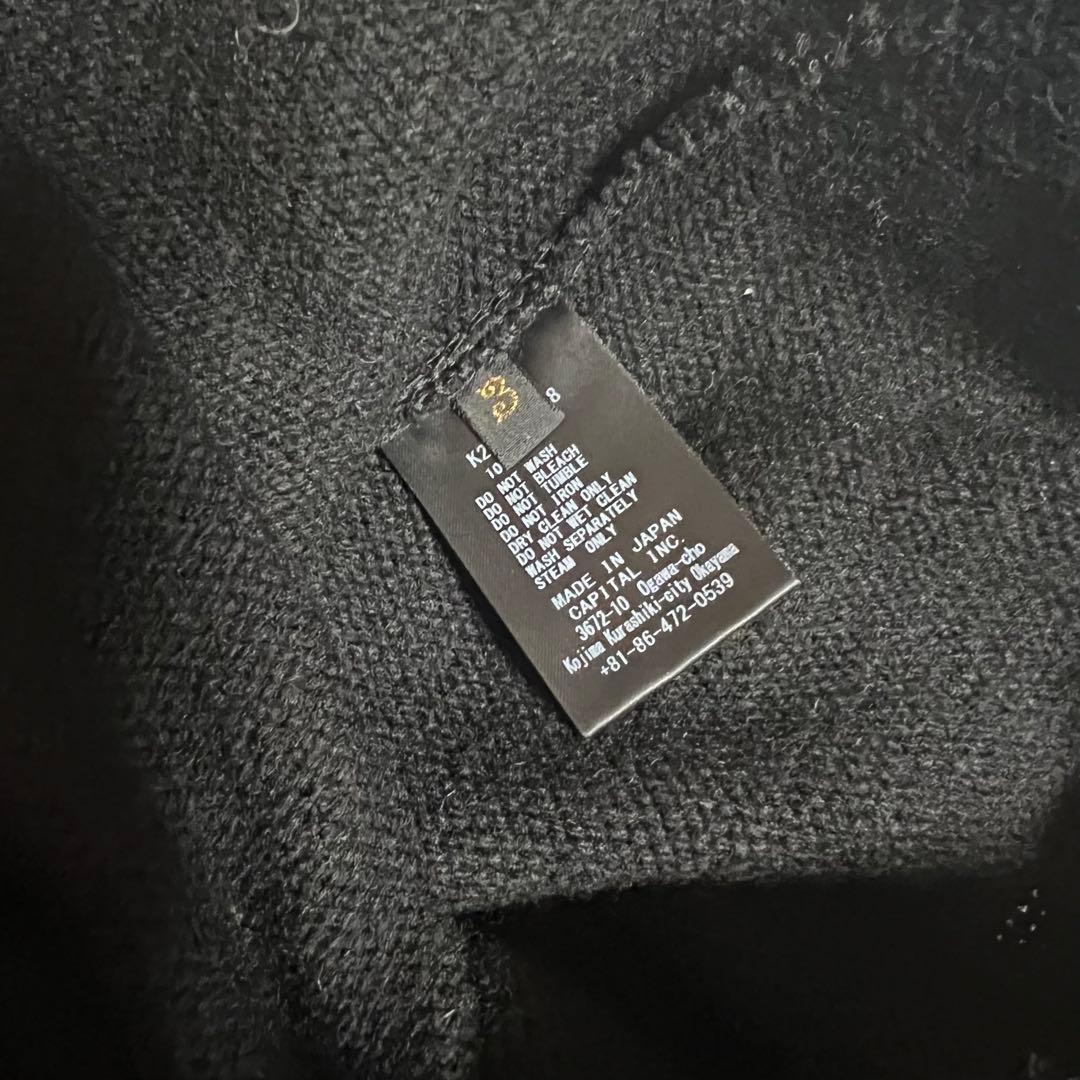 K2 8
10
DO NOT WASH
DO NOT BLEACH
DO NOT TUMBLE
DO NOT IRON
DRY CLEAN ONLY
DO NOT WET CLEAN
WASH SEPARATELY
STEAM ONLY
MADE IN JAPAN
CAPITAL INC.
3672-10 Ogawa-cho
Kojima Kurashiki-city Okayama
+81-86-472-0539